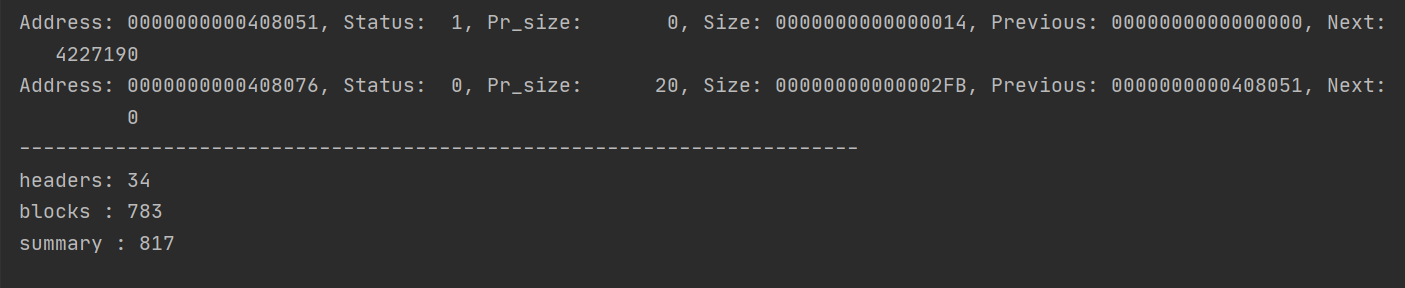 Address: 0000000000408051, Status:  1, Pr_size:       0, Size: 0000000000000014, Previous: 0000000000000000, Next:
   4227190
Address: 0000000000408076, Status:  0, Pr_size:      20, Size: 00000000000002FB, Previous: 0000000000408051, Next:
         0
----------------------------------------------------------------------
headers: 34
blocks : 783
summary : 817